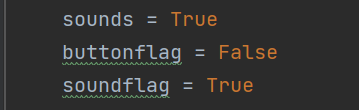 sounds = True
buttonflag = False
soundflag = True